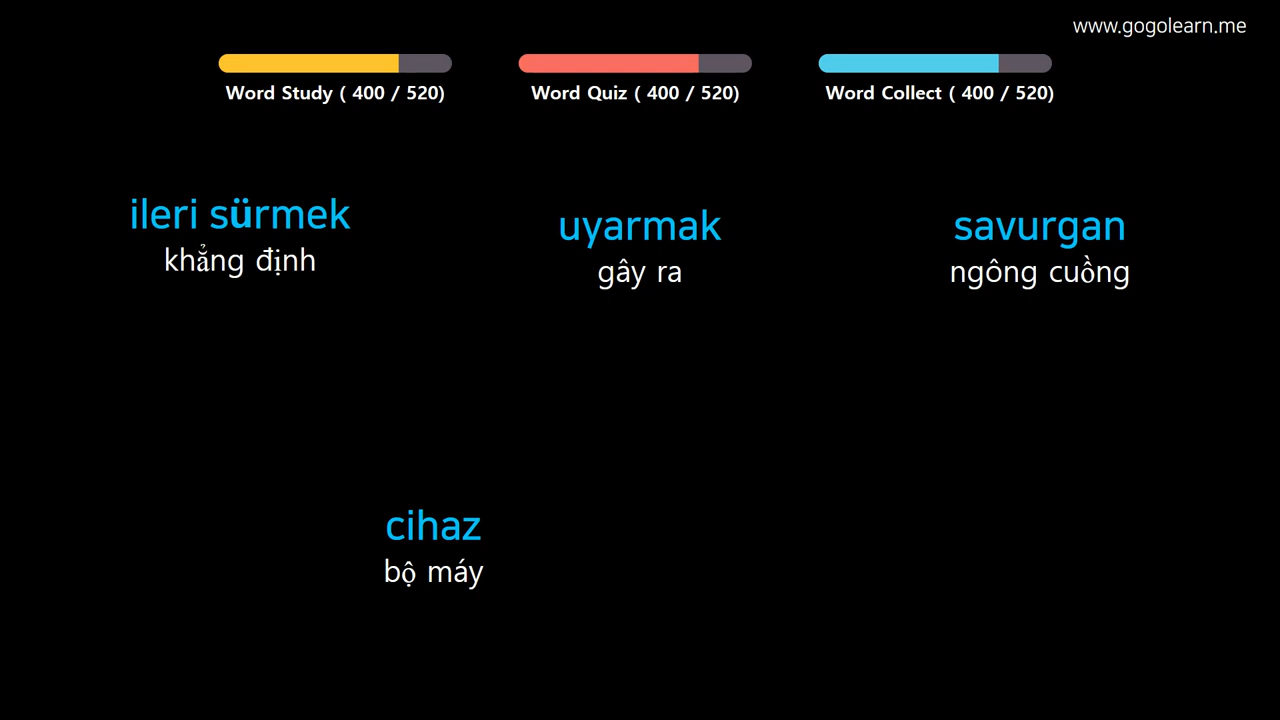 www.gogolearn.me
Word Study ( 400 / 520)
Word Quiz ( 400 / 520)
Word Collect ( 400 / 520)
ileri sürmek
khẳng định
uyarmak
gây ra
savurgan
ngông cuồng
cihaz
bộ máy